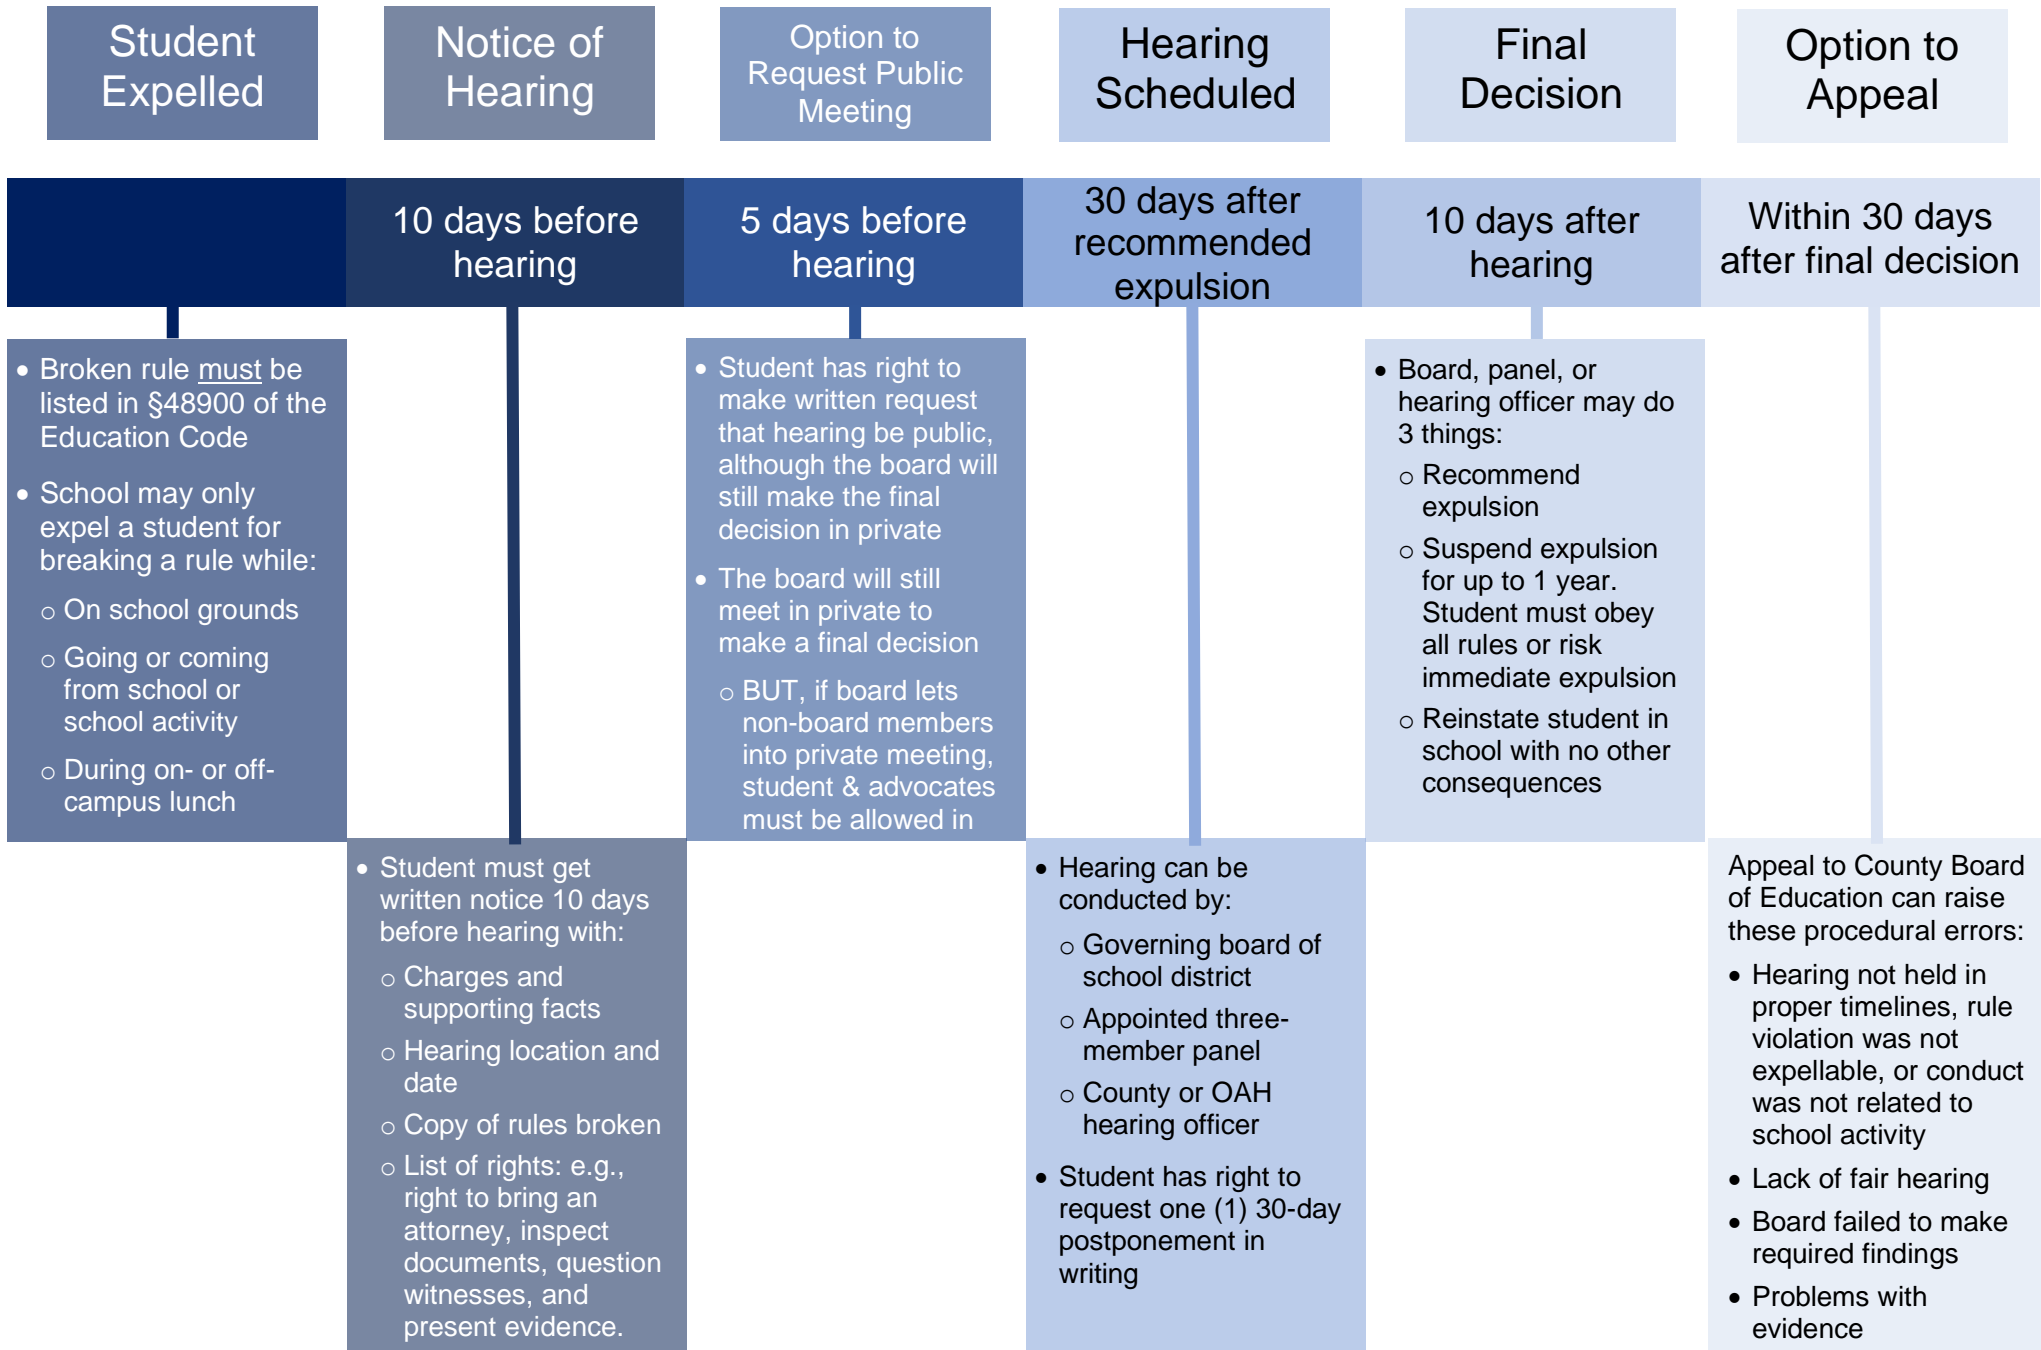 Student
Expelled
Notice of
Hearing
Option to
Request Public
Meeting
Hearing
Scheduled
Final
Decision
Option to
Appeal
10 days before
hearing
5 days before
hearing
30 days after
recommended
expulsion
10 days after
hearing
Within 30 days
after final decision
• Broken rule must be
listed in §48900 of the
Education Code
• School may only
expel a student for
breaking a rule while:
○ On school grounds
○ Going or coming
from school or
school activity
○ During on- or off-
campus lunch
• Student must get
written notice 10 days
before hearing with:
○ Charges and
supporting facts
○ Hearing location and
date
○ Copy of rules broken
○ List of rights: e.g.,
right to bring an
attorney, inspect
documents, question
witnesses, and
present evidence.
• Student has right to
make written request
that hearing be public,
although the board will
still make the final
decision in private
• The board will still
meet in private to
make a final decision
○ BUT, if board lets
non-board members
into private meeting,
student & advocates
must be allowed in
• Hearing can be
conducted by:
○ Governing board of
school district
○ Appointed three-
member panel
○ County or OAH
hearing officer
• Student has right to
request one (1) 30-day
postponement in
writing
• Board, panel, or
hearing officer may do
3 things:
○ Recommend
expulsion
○ Suspend expulsion
for up to 1 year.
Student must obey
all rules or risk
immediate expulsion
○ Reinstate student in
school with no other
consequences
Appeal to County Board
of Education can raise
these procedural errors:
• Hearing not held in
proper timelines, rule
violation was not
expellable, or conduct
was not related to
school activity
• Lack of fair hearing
• Board failed to make
required findings
• Problems with
evidence